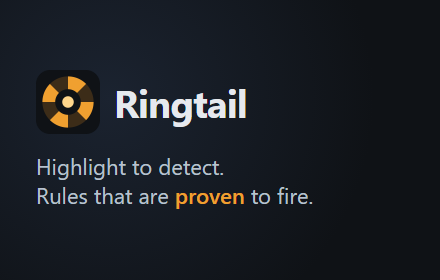 Ringtail
Highlight to detect.
Rules that are proven to fire.